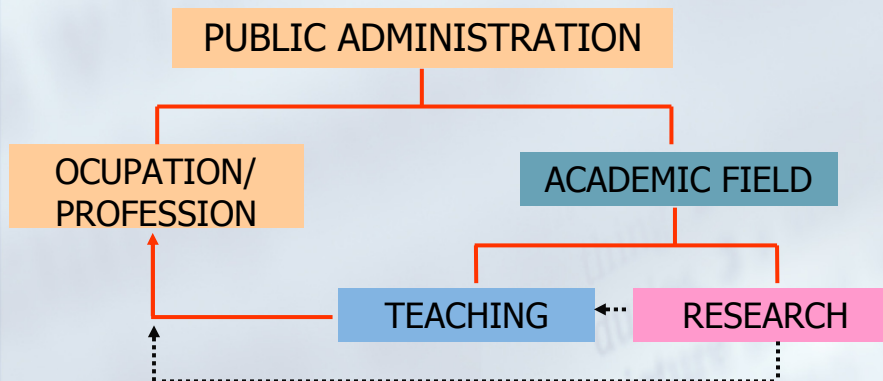 PUBLIC ADMINISTRATION
OCUPATION/
PROFESSION
ACADEMIC FIELD
TEACHING
RESEARCH